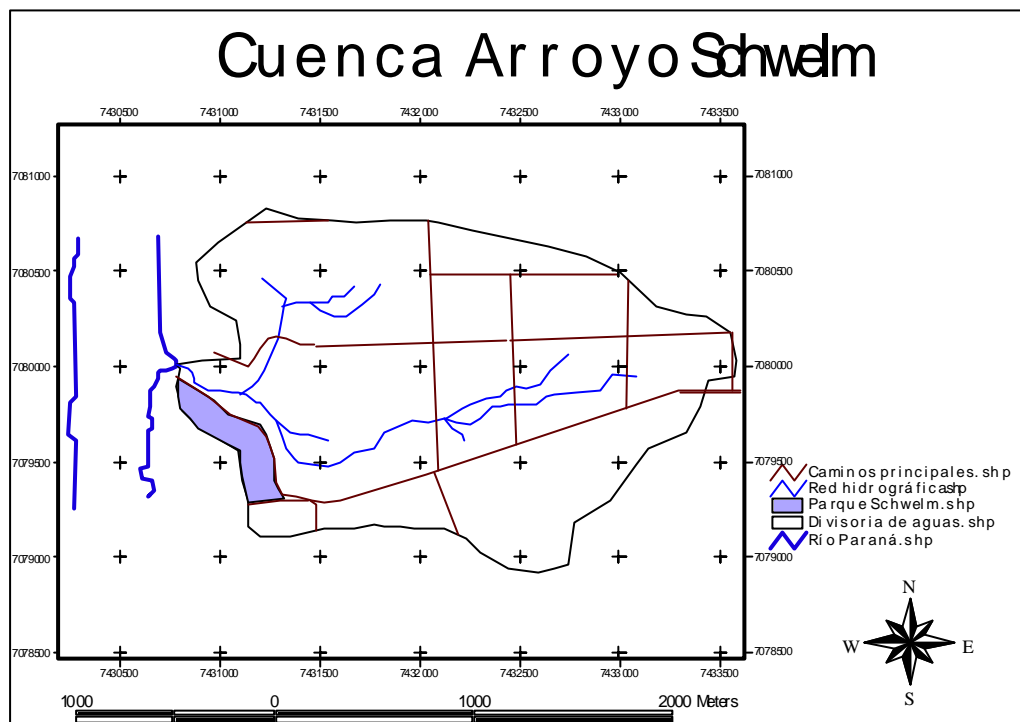 Cuenca Arroyo Schwelm
7430500 7431000 7431500 7432000 7432500 7433000 7433500
7081000 7081000
7080500 7080500
7080000 7080000
7079500 7079500
Caminos principales.shp
Red hidrográfica.shp
Parque Schwelm.shp
Divisoria de aguas.shp
Río Paraná.shp
7079000 7079000
N
W E
S
7078500 7078500
7430500 7431000 7431500 7432000 7432500 7433000 7433500
1000 0 1000 2000 Meters